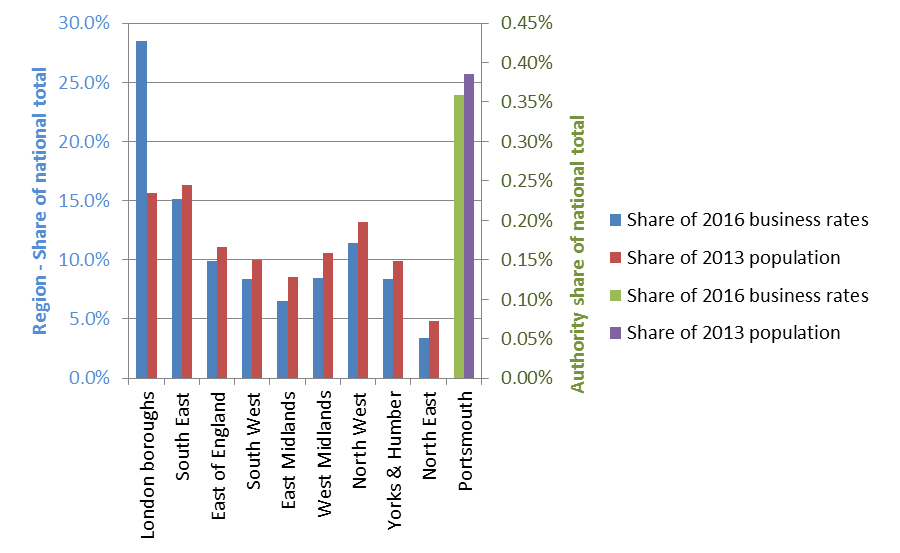 30.0%
25.0%
20.0%
15.0%
10.0%
5.0%
0.0%
Region - Share of national total
0.45%
0.40%
0.35%
0.30%
0.25%
0.20%
0.15%
0.10%
0.05%
0.00%
Authority share of national total
London boroughs
South East
East of England
South West
East Midlands
West Midlands
North West
Yorks & Humber
North East
Portsmouth
Share of 2016 business rates
Share of 2013 population
Share of 2016 business rates
Share of 2013 population